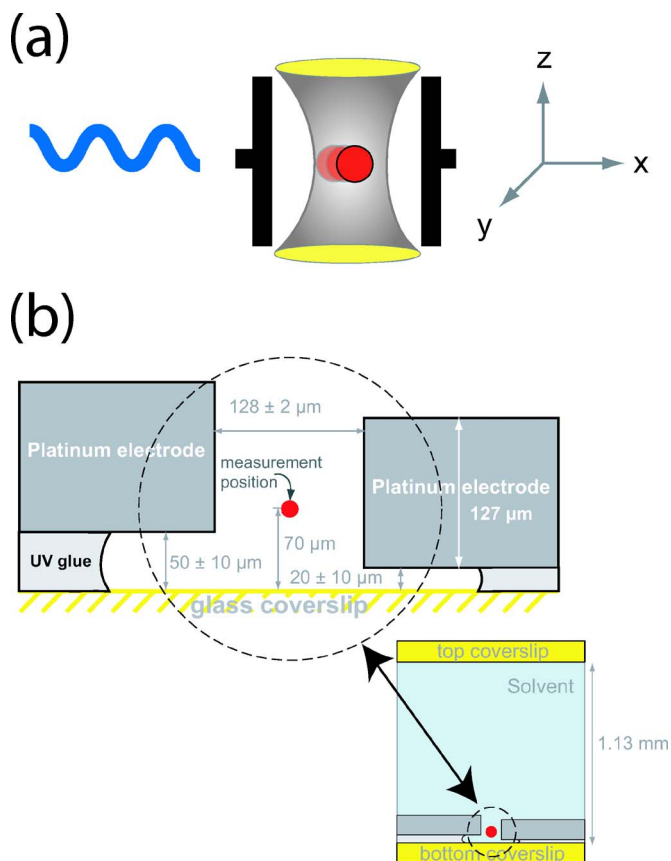 (a)
z
x
y
(b)
128 ± 2 µm
Platinum electrode
measurement
position
Platinum electrode
127 µm
UV glue
50 ± 10 µm
70 µm
20 ± 10 µm
glass coverslip
top coverslip
Solvent
1.13 mm
bottom coverslip